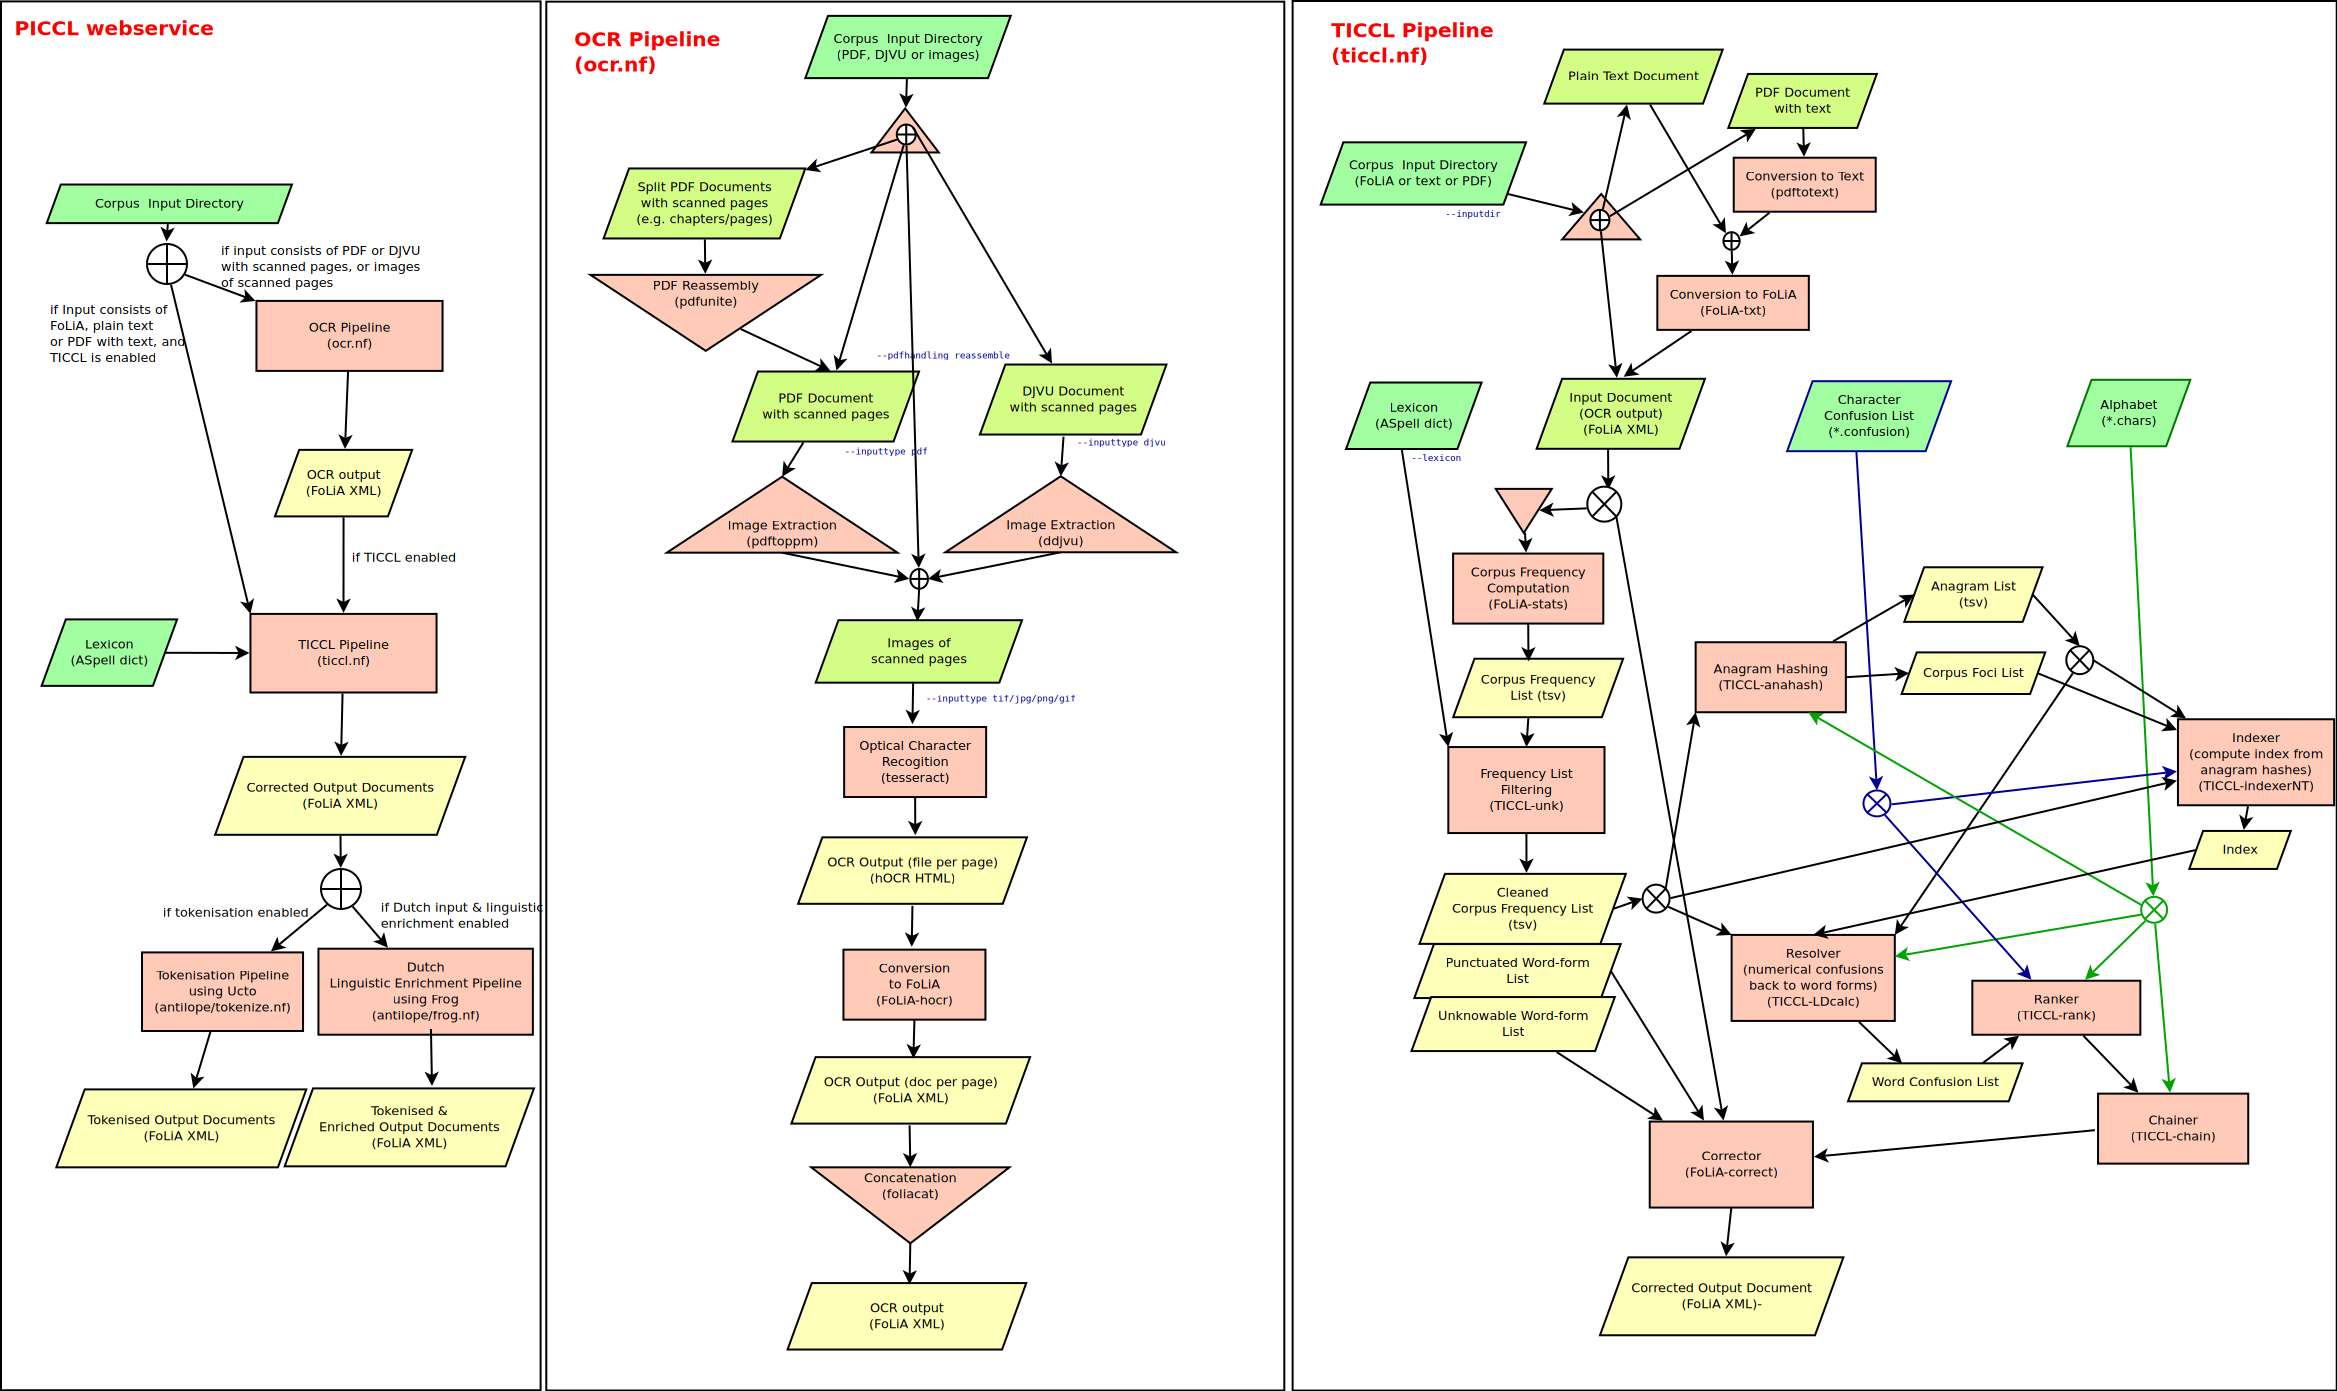 PICCL webservice
Corpus  Input Directory
if input consists of PDF or DJVU
with scanned pages, or images
of scanned pages
if Input consists of
FoLiA, plain text
or PDF with text, and
TICCL is enabled
OCR Pipeline
(ocr.nf)
OCR output
(FoLiA XML)
if TICCL enabled
Lexicon
(ASpell dict)
TICCL Pipeline
(ticcl.nf)
Corrected Output Documents
(FoLiA XML)
if tokenisation enabled
if Dutch input & linguistic
enrichment enabled
Tokenisation Pipeline
using Ucto
(antilope/tokenize.nf)
Dutch
Linguistic Enrichment Pipeline
using Frog
(antilope/frog.nf)
Tokenised Output Documents
(FoLiA XML)
Tokenised &
Enriched Output Documents
(FoLiA XML)
OCR Pipeline
(ocr.nf)
Corpus  Input Directory
(PDF, DJVU or images)
Split PDF Documents
with scanned pages
(e.g. chapters/pages)
PDF Reassembly
(pdfunite)
--pdfhandling reassemble
PDF Document
with scanned pages
--inputtype pdf
DJVU Document
with scanned pages
--inputtype djvu
Image Extraction
(pdftoppm)
Image Extraction
(ddjvu)
Images of
scanned pages
--inputtype tif/jpg/png/gif
Optical Character
Recogition
(tesseract)
OCR Output (file per page)
(hOCR HTML)
Conversion
to FoLiA
(FoLiA-hocr)
OCR Output (doc per page)
(FoLiA XML)
Concatenation
(foliacat)
OCR output
(FoLiA XML)
TICCL Pipeline
(ticcl.nf)
Plain Text Document
PDF Document
with text
Corpus  Input Directory
(FoLiA or text or PDF)
--inputdir
Conversion to Text
(pdftotext)
Conversion to FoLiA
(FoLiA-txt)
Lexicon
(ASpell dict)
--lexicon
Input Document
(OCR output)
(FoLiA XML)
Character
Confusion List
(*.confusion)
Alphabet
(*.chars)
Corpus Frequency
Computation
(FoLiA-stats)
Corpus Frequency
List (tsv)
Frequency List
Filtering
(TICCL-unk)
Anagram Hashing
(TICCL-anahash)
Anagram List
(tsv)
Corpus Foci List
Indexer
(compute index from
anagram hashes)
(TICCL-indexerNT)
Index
Cleaned
Corpus Frequency List
(tsv)
Punctuated Word-form
List
Unknowable Word-form
List
Resolver
(numerical confusions
back to word forms)
(TICCL-LDcalc)
Ranker
(TICCL-rank)
Word Confusion List
Chainer
(TICCL-chain)
Corrector
(FoLiA-correct)
Corrected Output Document
(FoLiA XML)-